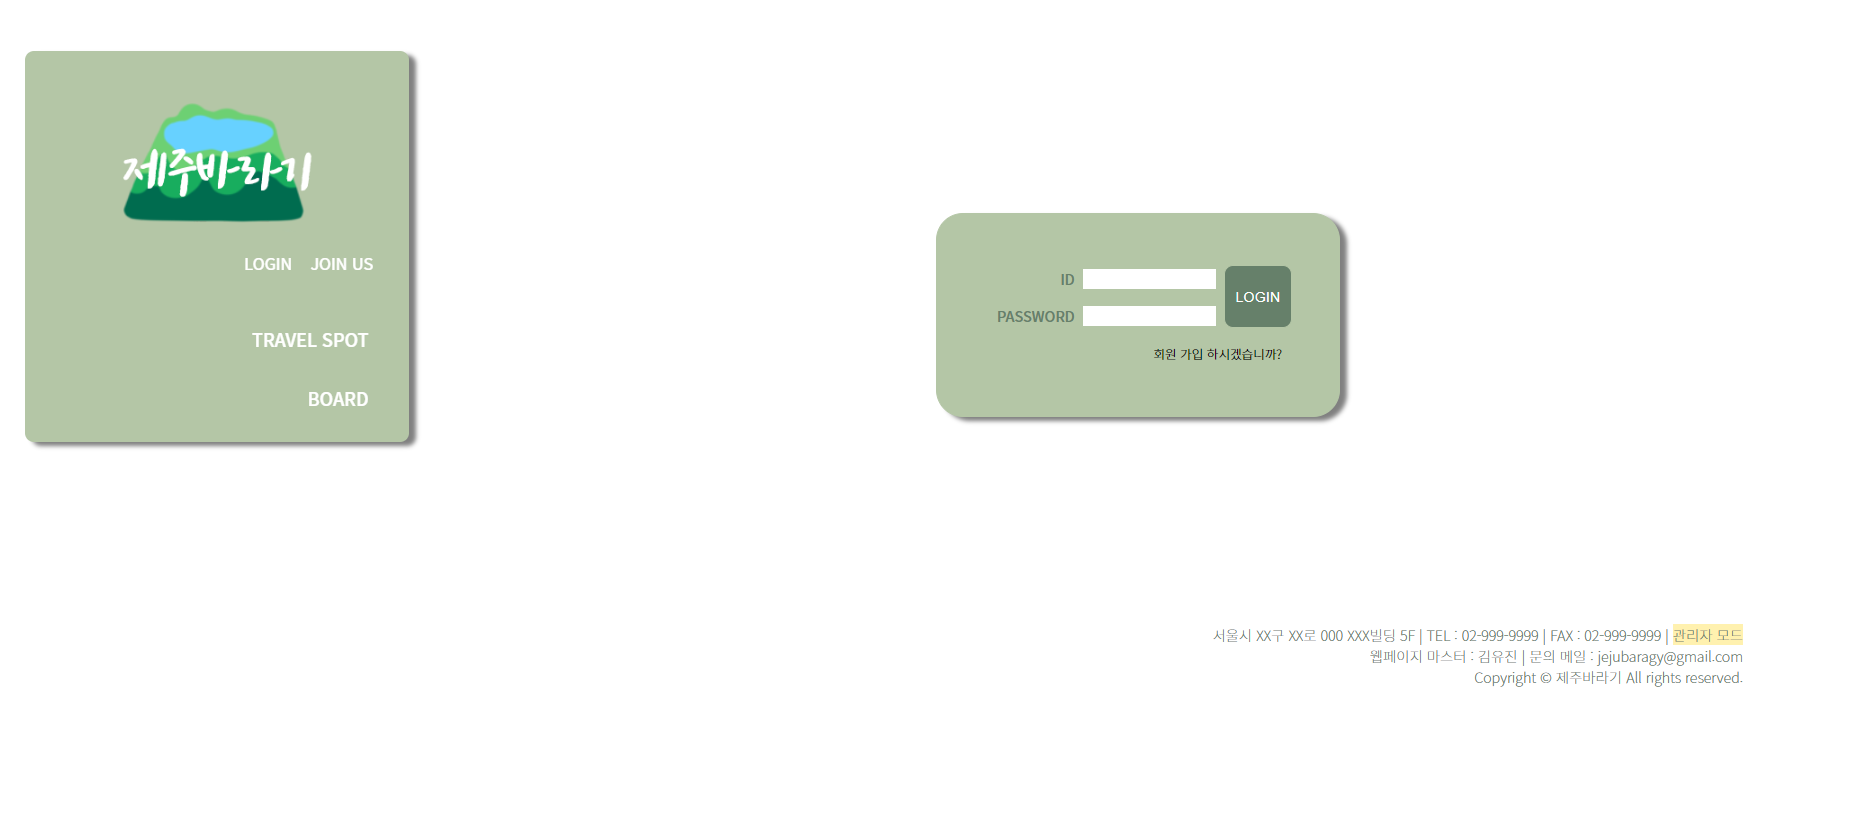 제주바라기
LOGIN JOIN US
TRAVEL SPOT
BOARD
ID
LOGIN
PASSWORD
회원 가입 하시겠습니까?
서울시 XX구 XX로 000 XXX빌딩 5F | TEL : 02-999-9999 | FAX : 02-999-9999 | 관리자 모드
웹페이지 마스터 : 김유진 | 문의 메일 : jejubaragy@gmail.com
Copyright © 제주바라기 All rights reserved.